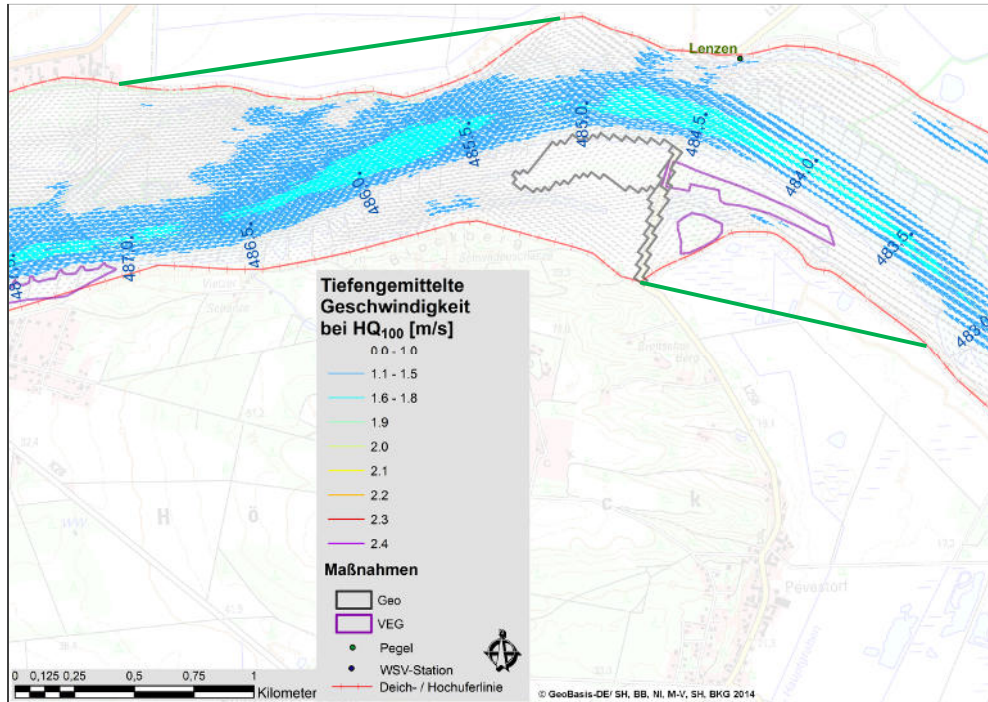 Lenzen
485.0
484.5
485.5
484.0
486.0
483.5
486.5
487.0
483.0
Tiefengemittelte
Geschwindigkeit
bei HQ100 [m/s]
0.0 - 1.0
1.1 - 1.5
1.6 - 1.8
1.9
2.0
2.1
2.2
2.3
2.4
Maßnahmen
Geo
VEG
Pegel
WSV-Station
Deich- / Hochuferlinie
H
ö
c
k
Pevestorf
WW
0 0,125 0,25 0,5 0,75 1
Kilometer
© GeoBasis-DE/ SH, BB, NI, M-V, SH, BKG 2014